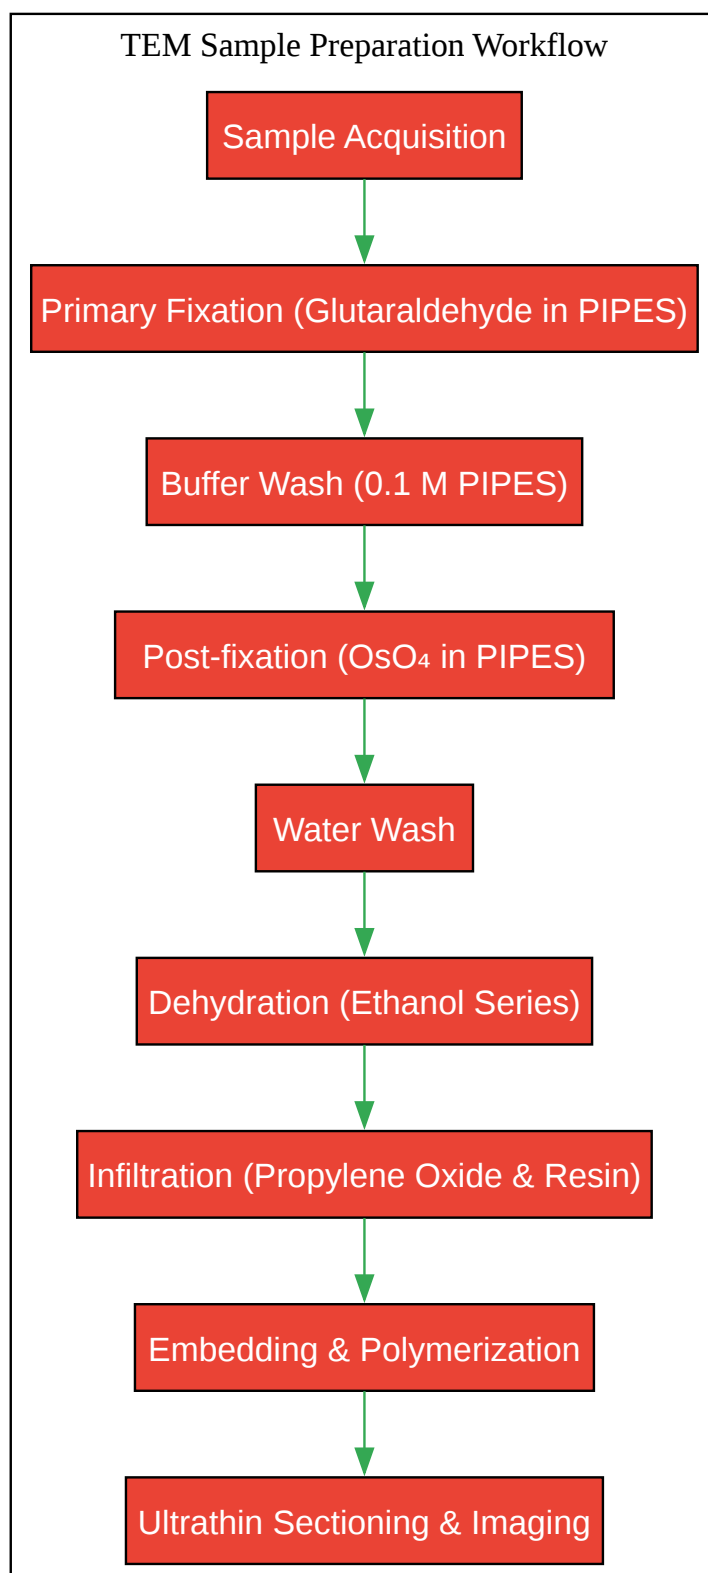 TEM Sample Preparation Workflow
Sample Acquisition
Primary Fixation (Glutaraldehyde in PIPES)
Buffer Wash (0.1 M PIPES)
Post-fixation (OsO₄ in PIPES)
Water Wash
Dehydration (Ethanol Series)
Infiltration (Propylene Oxide & Resin)
Embedding & Polymerization
Ultrathin Sectioning & Imaging